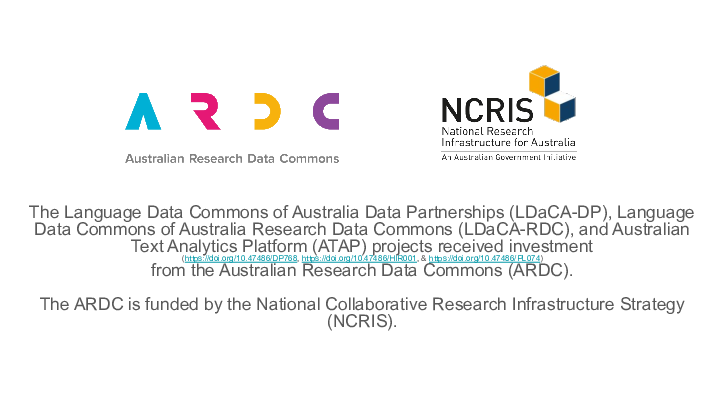 ARDC
Australian Research Data Commons
NCRIS
National Research
Infrastructure for Australia
An Australian Government Initiative
The Language Data Commons of Australia Data Partnerships (LDaCA-DP), Language
Data Commons of Australia Research Data Commons (LDaCA-RDC), and Australian
Text Analytics Platform (ATAP) projects received investment
(https://doi.org/10.47486/DP768, https://doi.org/10.47486/HIR001, & https://doi.org/10.47486/PL074)
from the Australian Research Data Commons (ARDC).
The ARDC is funded by the National Collaborative Research Infrastructure Strategy
(NCRIS).